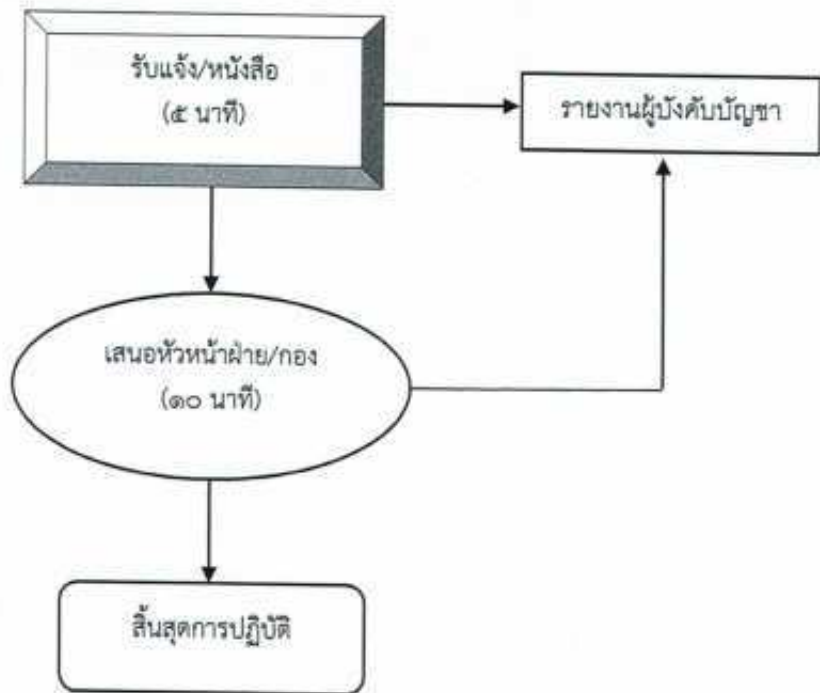 รับแจ้ง/หนังสือ
(๕ นาที)
รายงานผู้บังคับบัญชา
เสนอหัวหน้าฝ่าย/กอง
(๑๐ นาที)
สิ้นสุดการปฏิบัติ